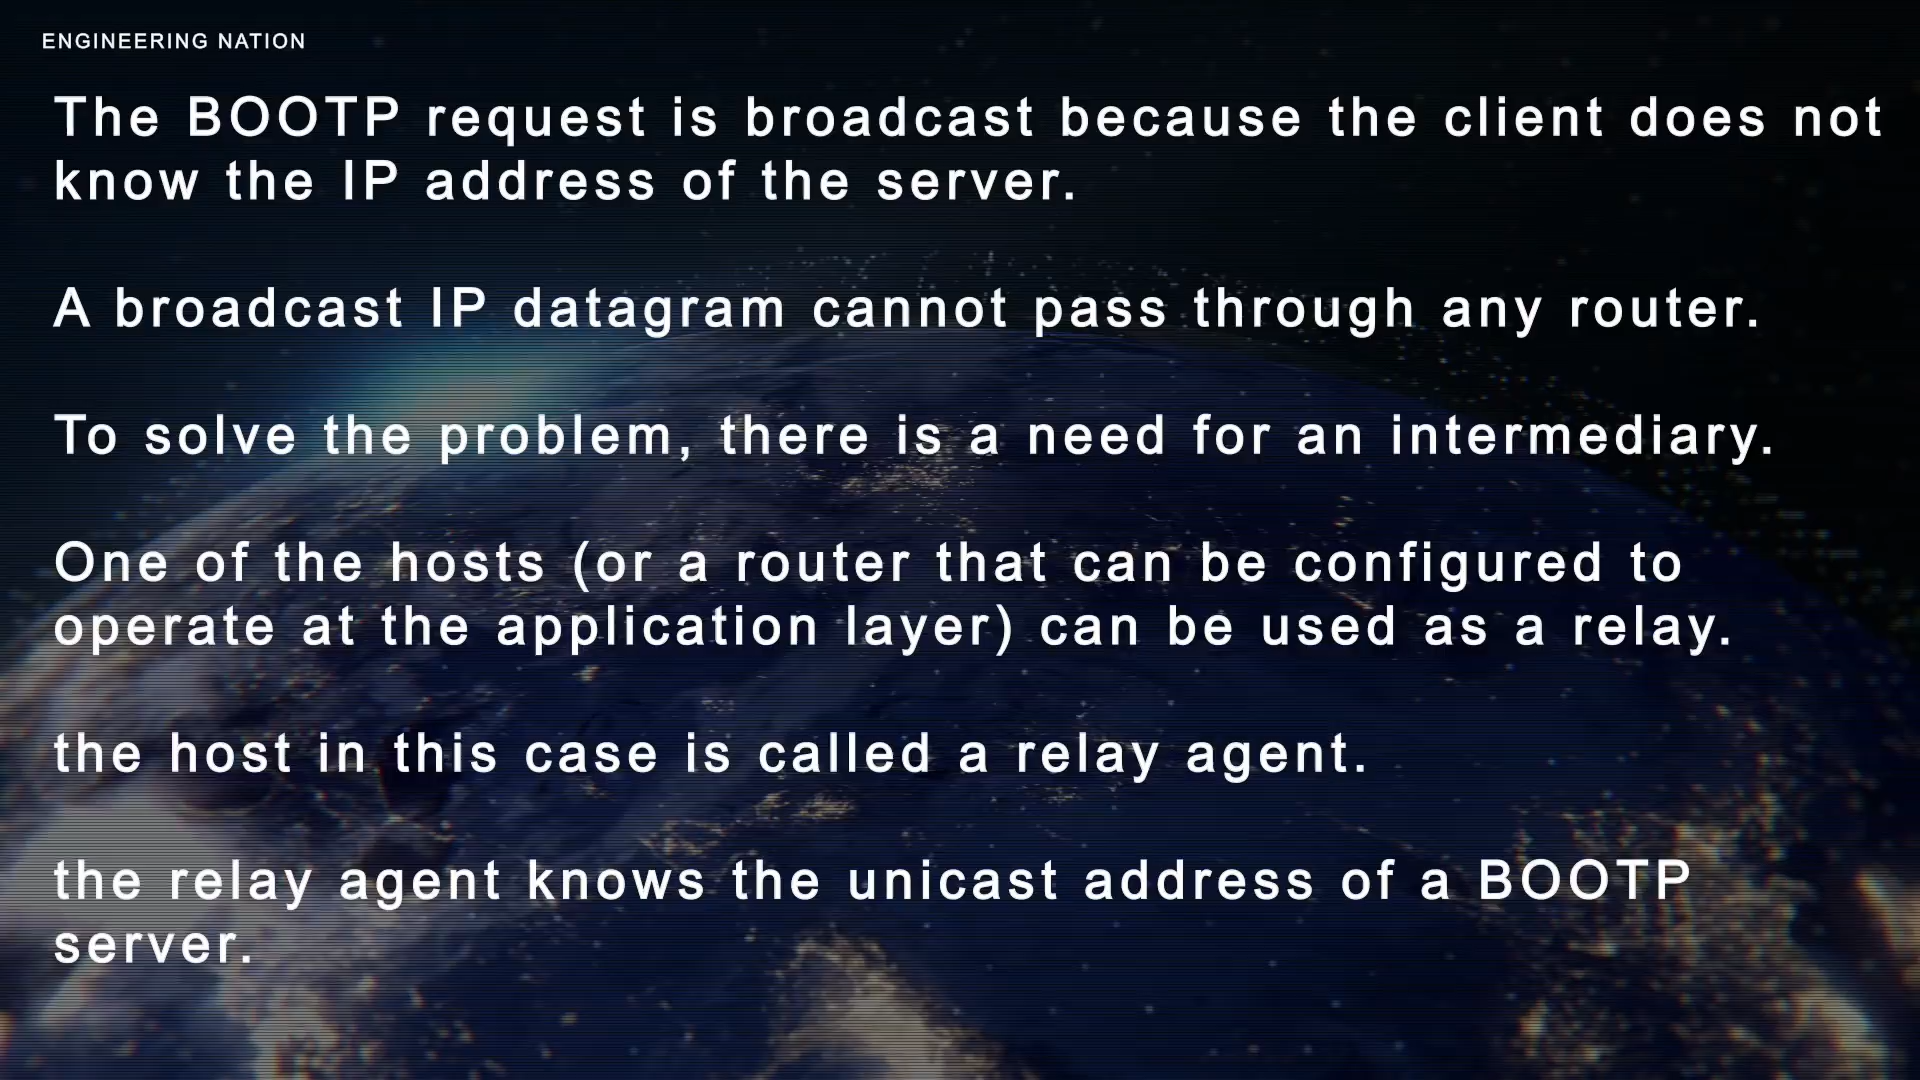 ENGINEERING NATION
The BOOTP request is broadcast because the client does not
know the IP address of the server.
A broadcast IP datagram cannot pass through any router.
To solve the problem, there is a need for an intermediary.
One of the hosts (or a router that can be configured to
operate at the application layer) can be used as a relay.
the host in this case is called a relay agent.
the relay agent knows the unicast address of a BOOTP
server.